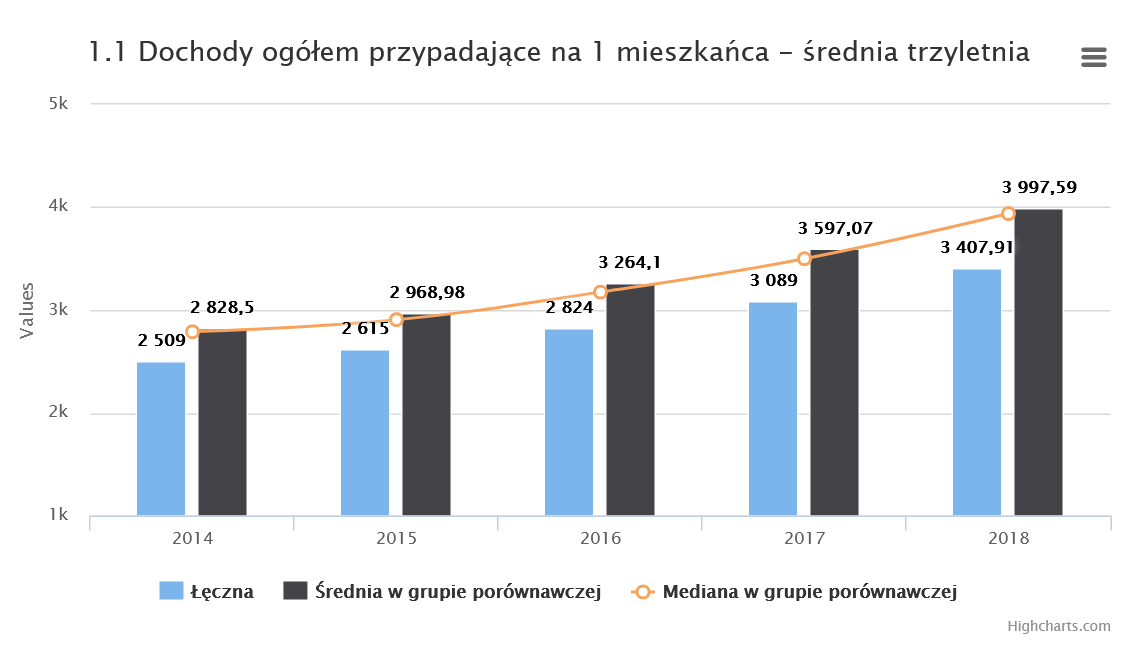 1.1 Dochody ogółem przypadające na 1 mieszkańca - średnia trzyletnia
5k
4k
3k
2k
1k
Values
2 509
2 828,5
2 615
2 968,98
2 824
3 264,1
3 089
3 597,07
3 407,91
3 997,59
2014
2015
2016
2017
2018
Łęczna
Średnia w grupie porównawczej
Mediana w grupie porównawczej
Highcharts.com